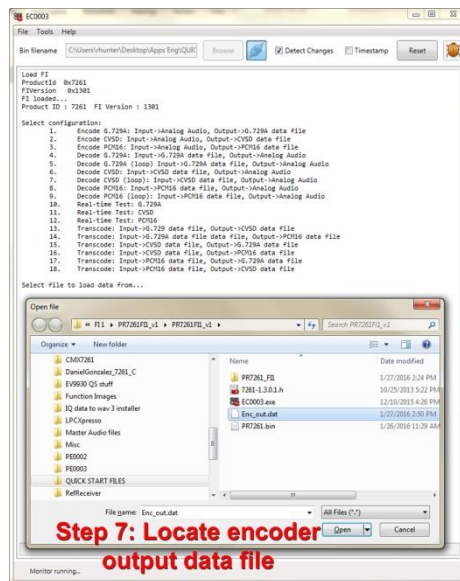 EC0003
File Tools Help
Bin filename C:\Users\rhunter\Desktop\Apps Eng\QUIC Browse Detect Changes Timestamp Reset
Load FI
ProductId 0x7261
FIVersion 0x1301
FI loaded...
Product ID : 7261 FI Version : 1301
Select configuration:
1. Encode G.729A: Input->Analog Audio, Output->G.729A data file
2. Encode CVSD: Input->Analog Audio, Output->CVSD data file
3. Encode PCM16: Input->Analog Audio, Output->PCM16 data file
4. Decode G.729A: Input->G.729A data file, Output->Analog Audio
5. Decode G.729A (loop) Input->G.729A data file, Output->Analog Audio
6. Decode CVSD: Input->CVSD data file, Output->Analog Audio
7. Decode CVSD (loop): Input->CVSD data file, Output->Analog Audio
8. Decode PCM16: Input->PCM16 data file, Output->Analog Audio
9. Decode PCM16 (loop): Input->PCM16 data file, Output->Analog Audio
10. Real-time Test: G.729A
11. Real-time Test: CVSD
12. Real-time Test: PCM16
13. Transcode: Input->G.729 data file, Output->CVSD data file
14. Transcode: Input->G.729A data file data file, Output->PCM16 data file
15. Transcode: Input->CVSD data file, Output->G.729A data file
16. Transcode: Input->CVSD data file, Output->PCM16 data file
17. Transcode: Input->PCM16 data file, Output->G.729A data file
18. Transcode: Input->PCM16 data file, Output->CVSD data file
Select file to load data from...
Open file
« FI1 PR7261FI1_v1 PR7261FI1_v1 Search PR7261FI1_v1
Organize New folder
Name Date modified
CMX7261
DanielGonzalez_7261_C
EV9930 QS stuff
Function Images
IQ data to wav 3 installer
LPCXpresso
Master Audio files
Misc
PE0002
PE0003
QUICK START FILES
RefReceiver
PR7261_FI1 1/27/2016 2:24 PM
7261-1.3.0.1.h 10/25/2013 5:22 PM
EC0003.exe 12/10/2015 4:26 PM
Enc_out.dat 1/27/2016 2:30 PM
PR7261.bin 1/26/2016 11:29 AM
File name: Enc_out.dat All Files (*.*)
Open Cancel
Step 7: Locate encoder
output data file
Monitor running...